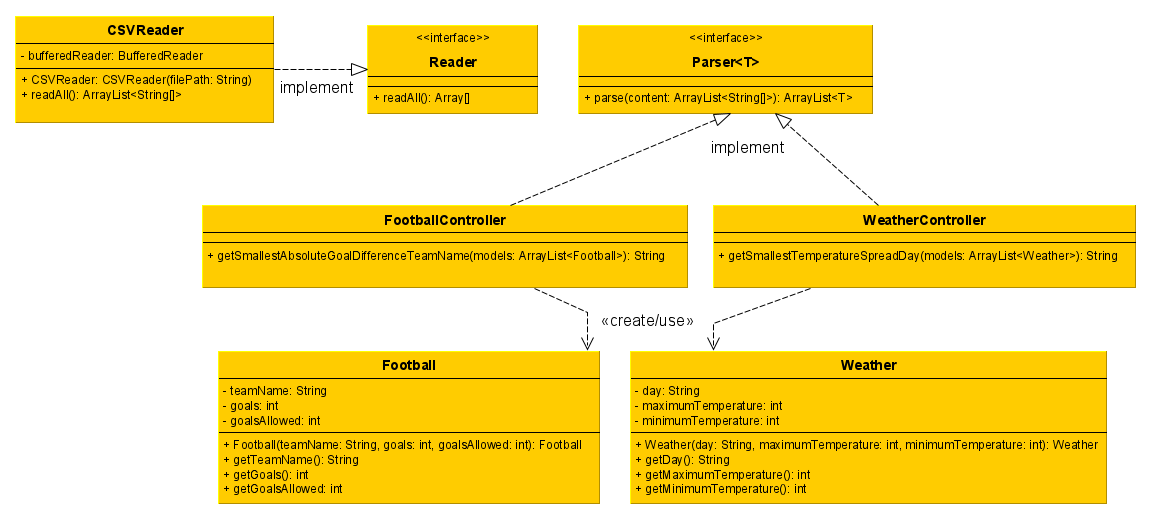 CSVReader
- bufferedReader: BufferedReader
+ CSVReader: CSVReader(filePath: String)
+ readAll(): ArrayList<String[]>
implement
<<interface>>
Reader
+ readAll(): Array[]
<<interface>>
Parser<T>
+ parse(content: ArrayList<String[]>): ArrayList<T>
implement
FootballController
+ getSmallestAbsoluteGoalDifferenceTeamName(models: ArrayList<Football>): String
WeatherController
+ getSmallestTemperatureSpreadDay(models: ArrayList<Weather>): String
«create/use»
Football
- teamName: String
- goals: int
- goalsAllowed: int
+ Football(teamName: String, goals: int, goalsAllowed: int): Football
+ getTeamName(): String
+ getGoals(): int
+ getGoalsAllowed: int
Weather
- day: String
- maximumTemperature: int
- minimumTemperature: int
+ Weather(day: String, maximumTemperature: int, minimumTemperature: int): Weather
+ getDay(): String
+ getMaximumTemperature(): int
+ getMinimumTemperature(): int